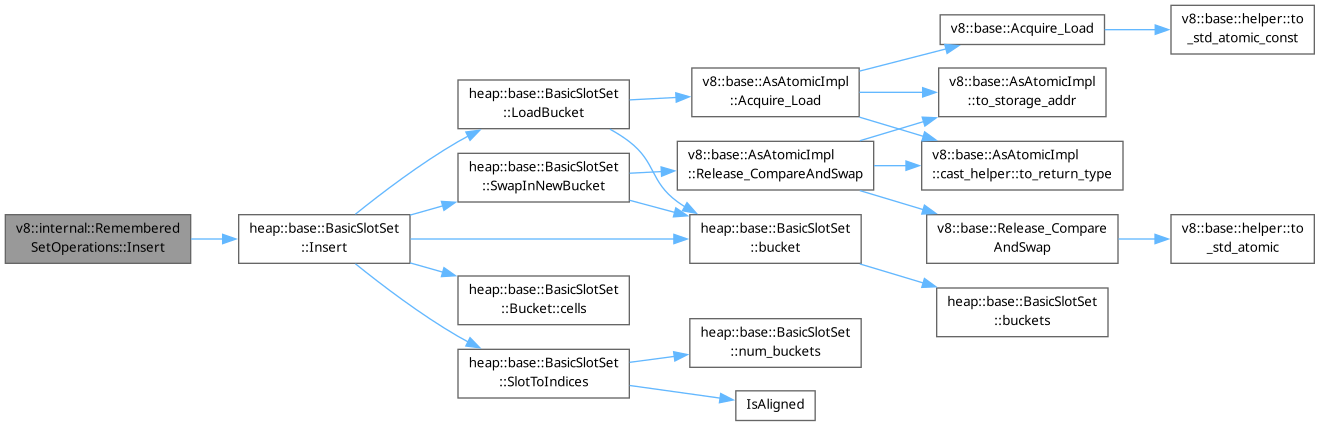 v8::internal::Remembered
SetOperations::Insert
heap::base::BasicSlotSet
::Insert
heap::base::BasicSlotSet
::LoadBucket
heap::base::BasicSlotSet
::SwapInNewBucket
heap::base::BasicSlotSet
::Bucket::cells
heap::base::BasicSlotSet
::SlotToIndices
v8::base::AsAtomicImpl
::Acquire_Load
v8::base::AsAtomicImpl
::Release_CompareAndSwap
heap::base::BasicSlotSet
::bucket
heap::base::BasicSlotSet
::num_buckets
IsAligned
v8::base::Acquire_Load
v8::base::AsAtomicImpl
::to_storage_addr
v8::base::AsAtomicImpl
::cast_helper::to_return_type
v8::base::Release_Compare
AndSwap
heap::base::BasicSlotSet
::buckets
v8::base::helper::to
_std_atomic_const
v8::base::helper::to
_std_atomic